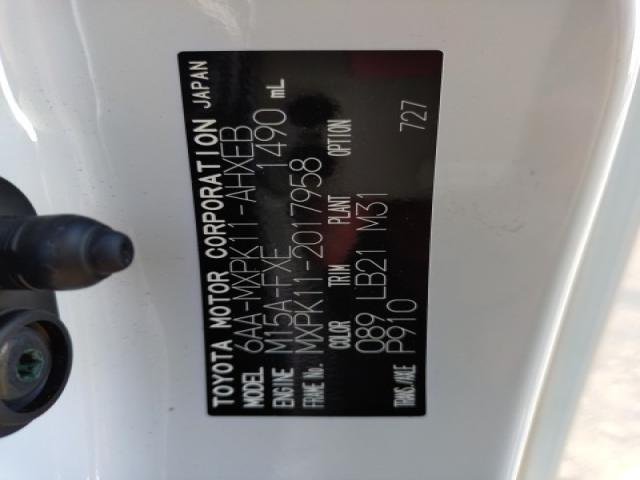 TOYOTA MOTOR CORPORATION JAPAN
MODEL 6AA-MXPK11-AHXEB
ENGINE M15A-FXE 1490 mL
FRAME No. MXPK11-2017958
COLOR TRIM PLANT OPTION
089 LB21 M31
TRANS./AXLE P910 727